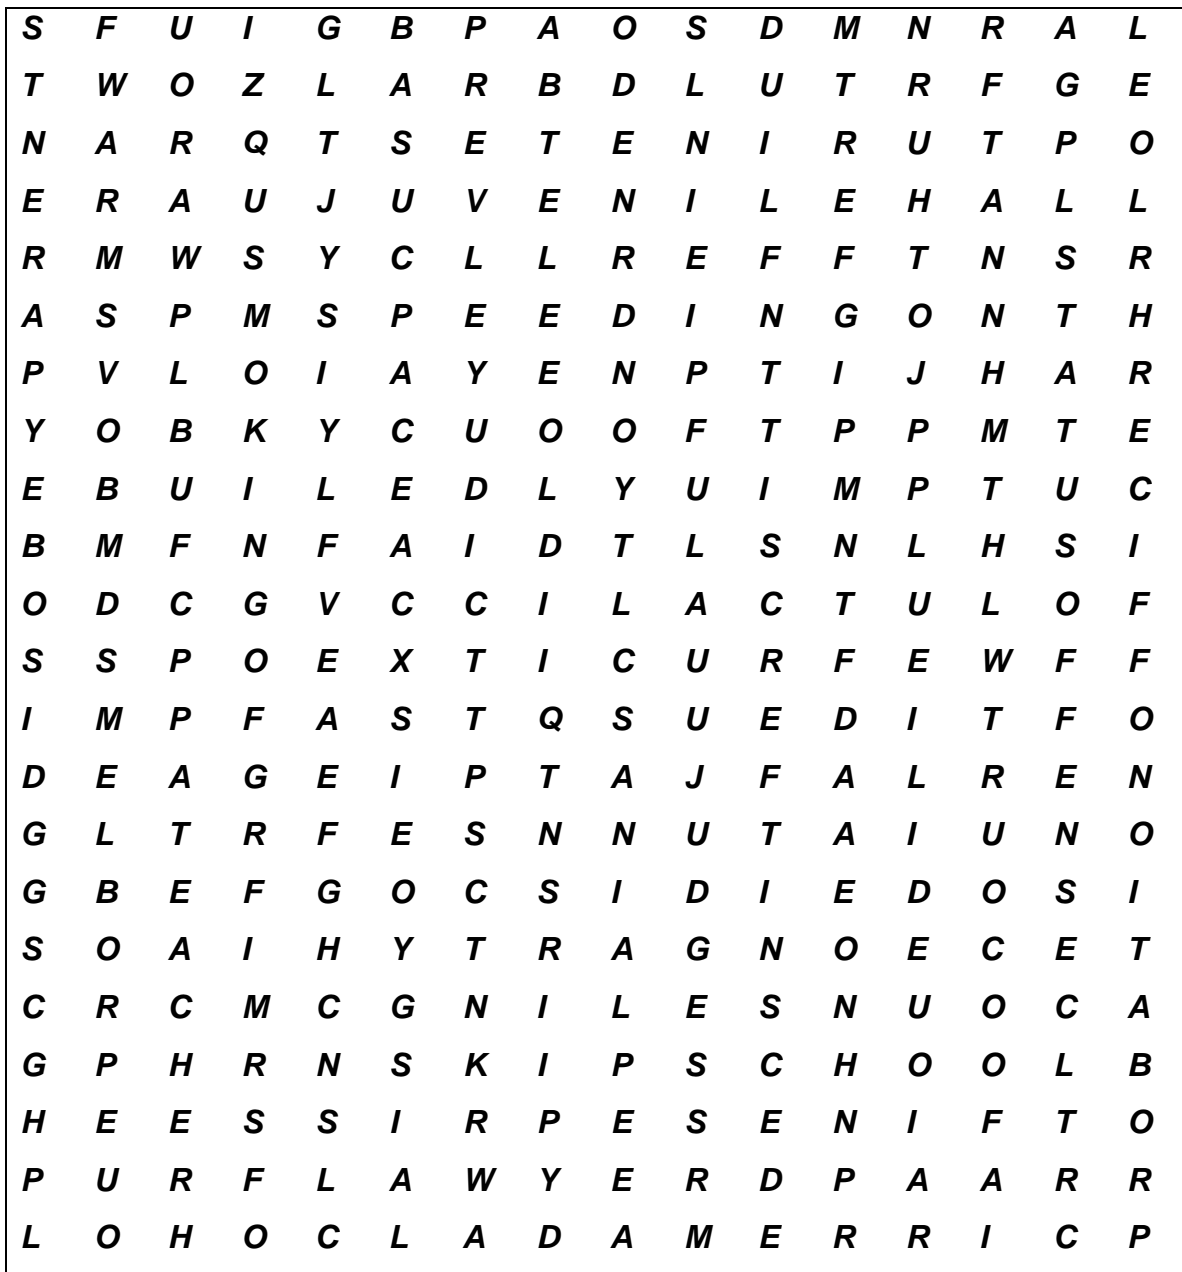 S F U I G B P A O S D M N R A L
T W O Z L A R B D L U T R F G E
N A R Q T S E T E N I R U T P O
E R A U J U V E N I L E H A L L
R M W S Y C L L R E F F T N S R
A S P M S P E E D I N G O N T H
P V L O I A Y E N P T I J H A R
Y O B K Y C U O O F T P P M T E
E B U I L E D L Y U I M P T U C
B M F N F A I D T L S N L H S I
O D C G V C C I L A C T U L O F
S S P O E X T I C U R F E W F F
I M P F A S T Q S U E D I T F O
D E A G E I P T A J F A L R E N
G L T R F E S N N U T A I U N O
G B E F G O C S I D I E D O S I
S O A I H Y T R A G N O E C E T
C R C M C G N I L E S N U O C A
G P H R N S K I P S C H O O L B
H E E S S I R P E S E N I F T O
P U R F L A W Y E R D P A A R R
L O H O C L A D A M E R R I C P